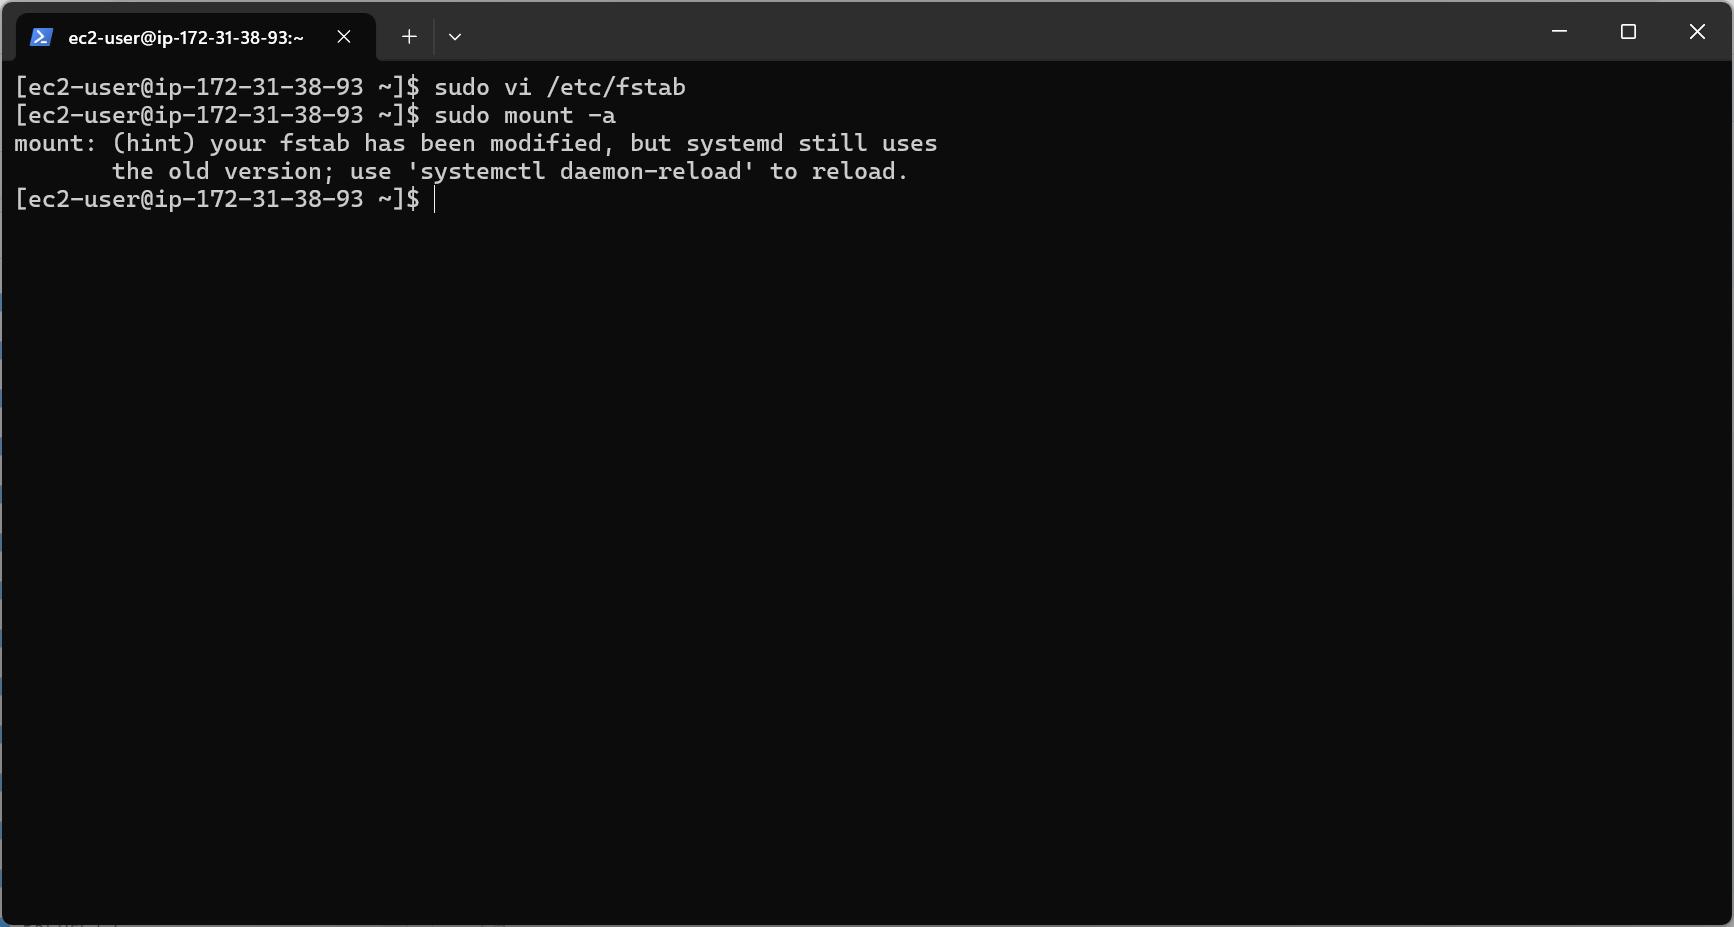 ec2-user@ip-172-31-38-93:~
[ec2-user@ip-172-31-38-93 ~]$ sudo vi /etc/fstab
[ec2-user@ip-172-31-38-93 ~]$ sudo mount -a
mount: (hint) your fstab has been modified, but systemd still uses
       the old version; use 'systemctl daemon-reload' to reload.
[ec2-user@ip-172-31-38-93 ~]$